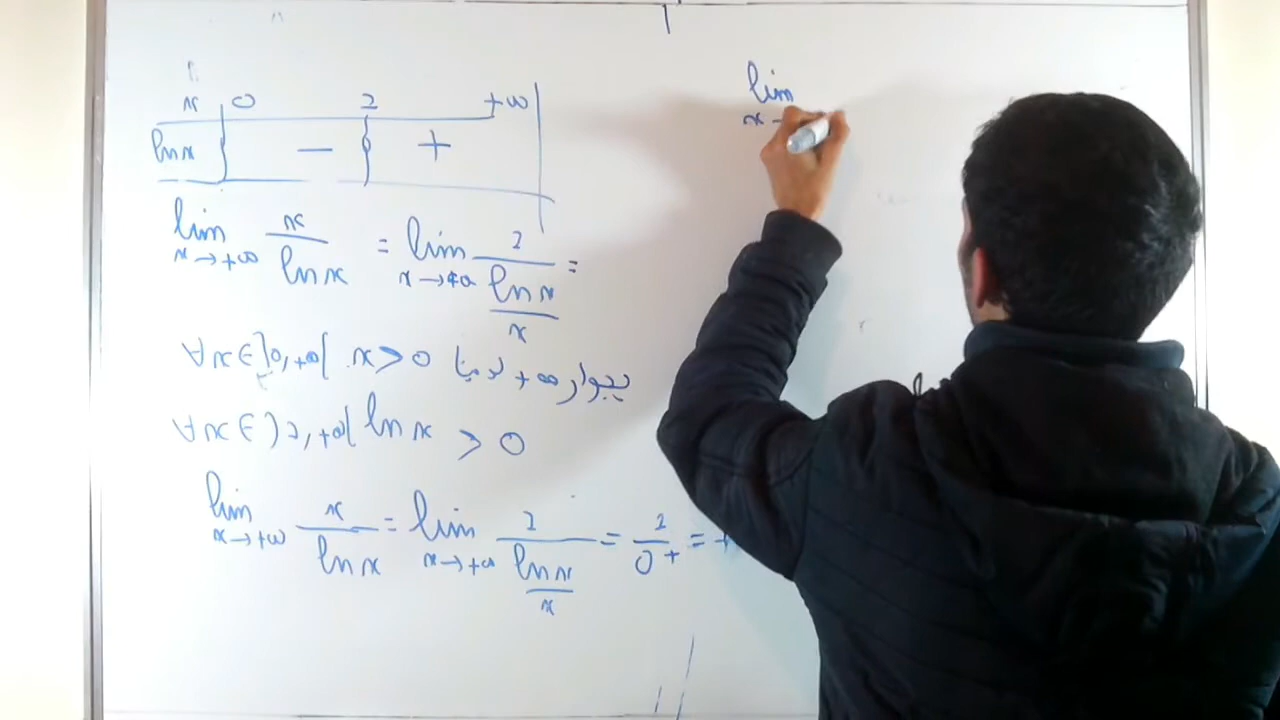 x 0 1 +∞
ln x − +
lim x→+∞ x / ln x = lim x→+∞ 1 / (ln x / x) =
∀x∈]0,+∞[ x > 0 بجوار +∞ لدينا
∀x∈]1,+∞[ ln x > 0
lim x→+∞ x / ln x = lim x→+∞ 1 / (ln x / x) = 1 / 0⁺ = +
lim x→